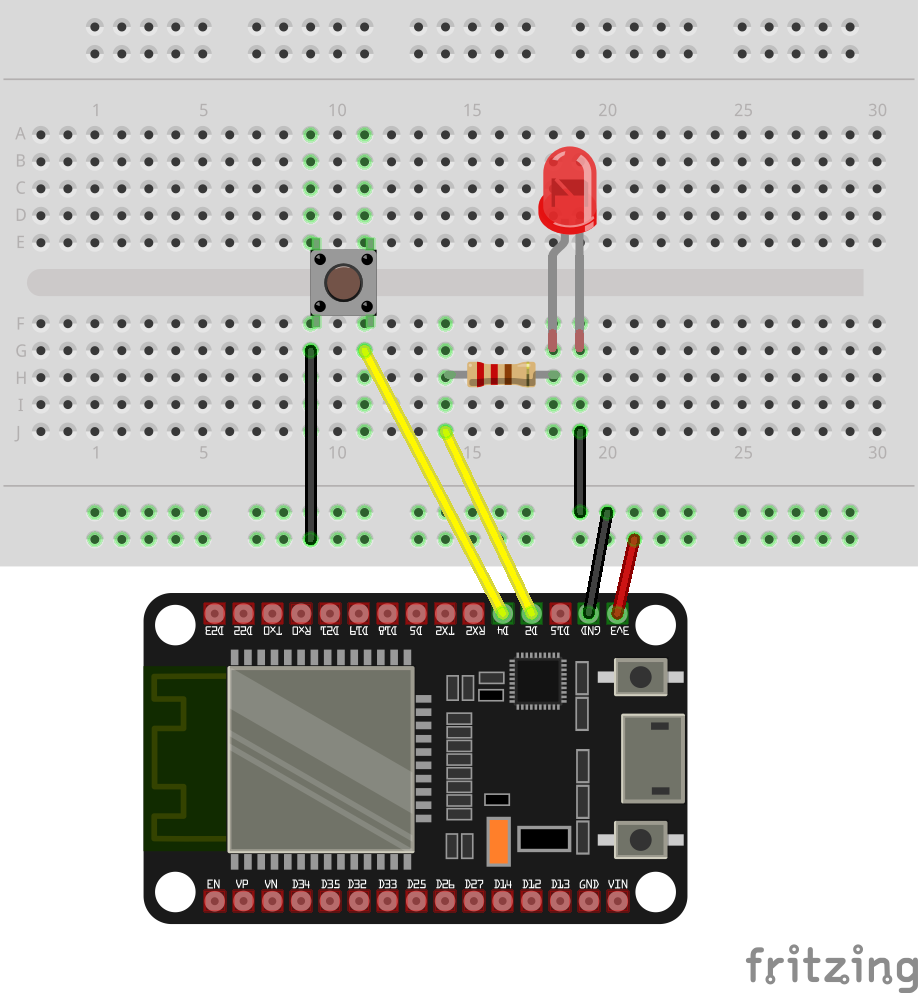 1 5 10 15 20 25 30
A
B
C
D
E
F
G
H
I
J
1 5 10 15 20 25 30
D23 D22 TX0 RX0 D21 D19 D18 D5 TX2 RX2 D4 D2 D15 GND 3V3
EN VP VN D34 D35 D32 D33 D25 D26 D27 D14 D12 D13 GND VIN
fritzing